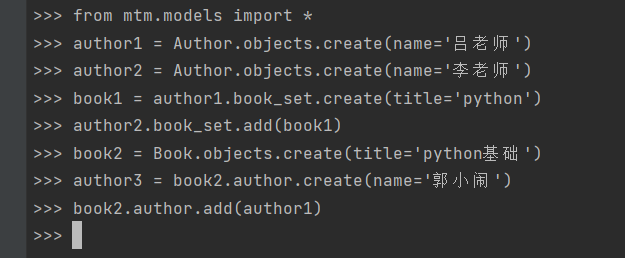 >>> from mtm.models import *
>>> author1 = Author.objects.create(name='吕老师')
>>> author2 = Author.objects.create(name='李老师')
>>> book1 = author1.book_set.create(title='python')
>>> author2.book_set.add(book1)
>>> book2 = Book.objects.create(title='python基础')
>>> author3 = book2.author.create(name='郭小闹')
>>> book2.author.add(author1)
>>>